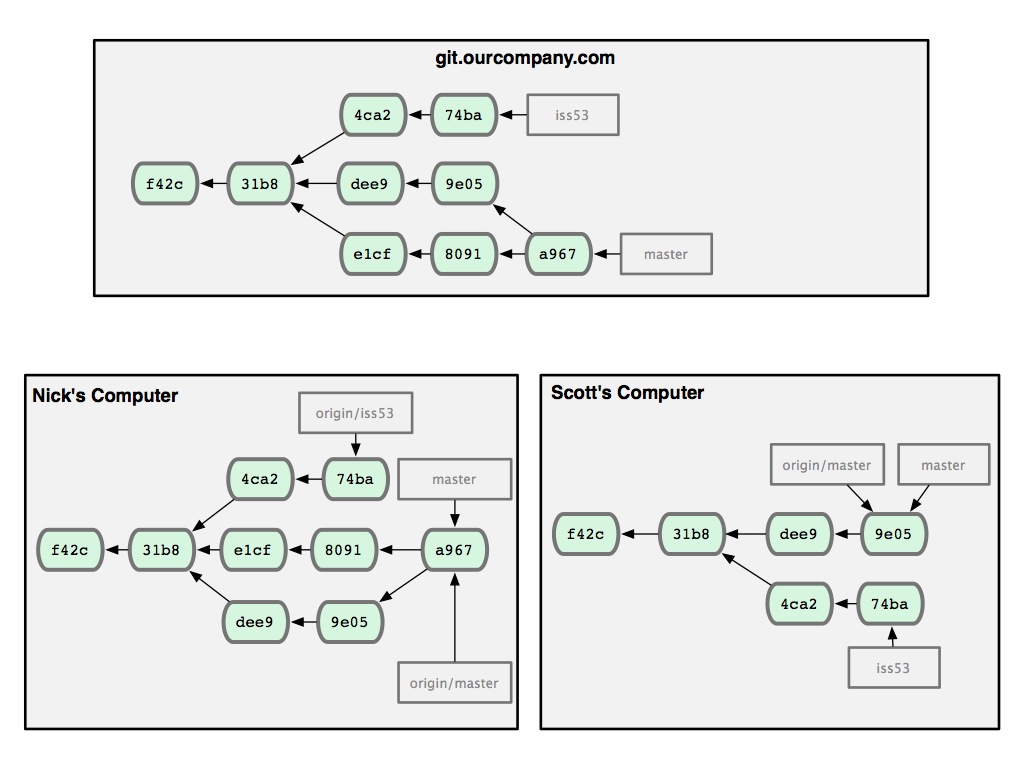 git.ourcompany.com
4ca2 74ba iss53
f42c 31b8 dee9 9e05
e1cf 8091 a967 master
Nick's Computer
origin/iss53
4ca2 74ba master
f42c 31b8 e1cf 8091 a967
dee9 9e05
origin/master
Scott's Computer
origin/master master
f42c 31b8 dee9 9e05
4ca2 74ba
iss53